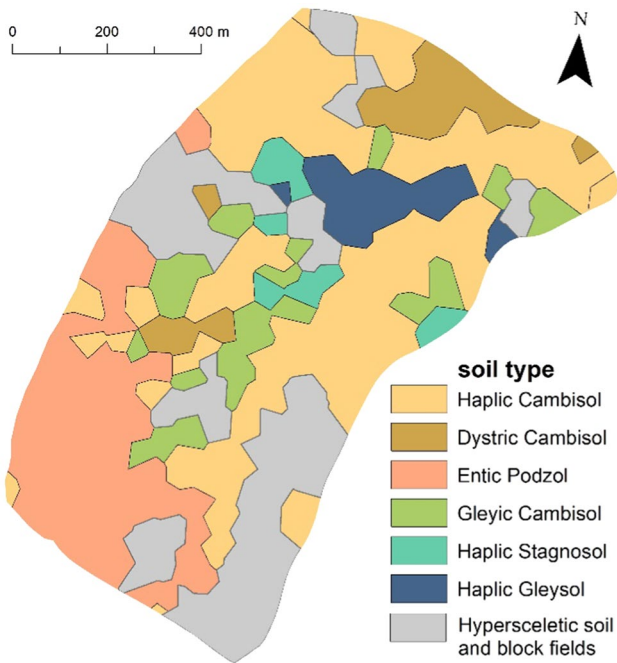 0 200 400 m
N
soil type
Haplic Cambisol
Dystric Cambisol
Entic Podzol
Gleyic Cambisol
Haplic Stagnosol
Haplic Gleysol
Hypersceletic soil
and block fields